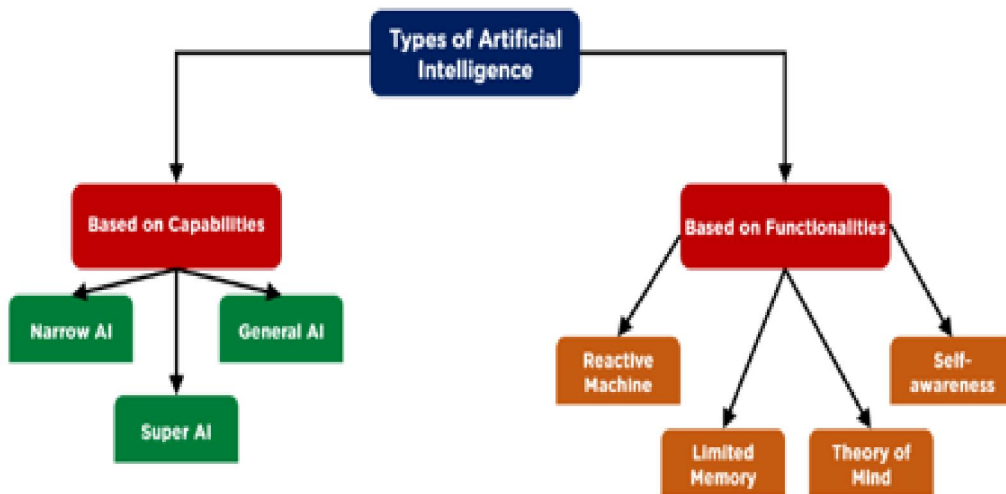 Types of Artificial
Intelligence
Based on Capabilities
Based on Functionalities
Narrow AI
General AI
Super AI
Reactive
Machine
Self-
awareness
Limited
Memory
Theory of
Mind